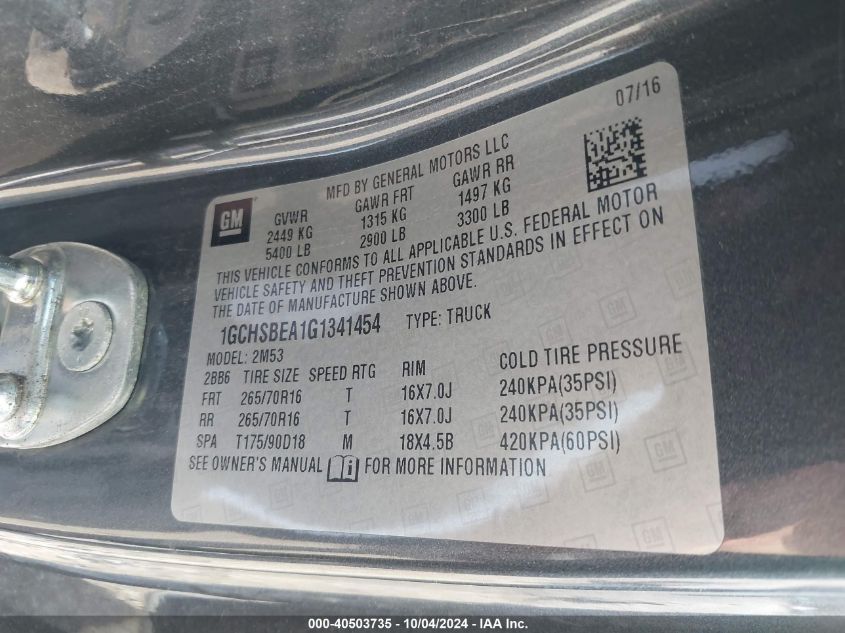 07/16
MFD BY GENERAL MOTORS LLC
GM
GVWR GAWR FRT GAWR RR
2449 KG 1315 KG 1497 KG
5400 LB 2900 LB 3300 LB
THIS VEHICLE CONFORMS TO ALL APPLICABLE U.S. FEDERAL MOTOR
VEHICLE SAFETY AND THEFT PREVENTION STANDARDS IN EFFECT ON
THE DATE OF MANUFACTURE SHOWN ABOVE.
1GCHSBEA1G1341454 TYPE: TRUCK
MODEL: 2M53
2BB6 TIRE SIZE SPEED RTG RIM COLD TIRE PRESSURE
FRT 265/70R16 T 16X7.0J 240KPA(35PSI)
RR 265/70R16 T 16X7.0J 240KPA(35PSI)
SPA T175/90D18 M 18X4.5B 420KPA(60PSI)
SEE OWNER'S MANUAL FOR MORE INFORMATION
000-40503735 - 10/04/2024 - © IAA Inc.